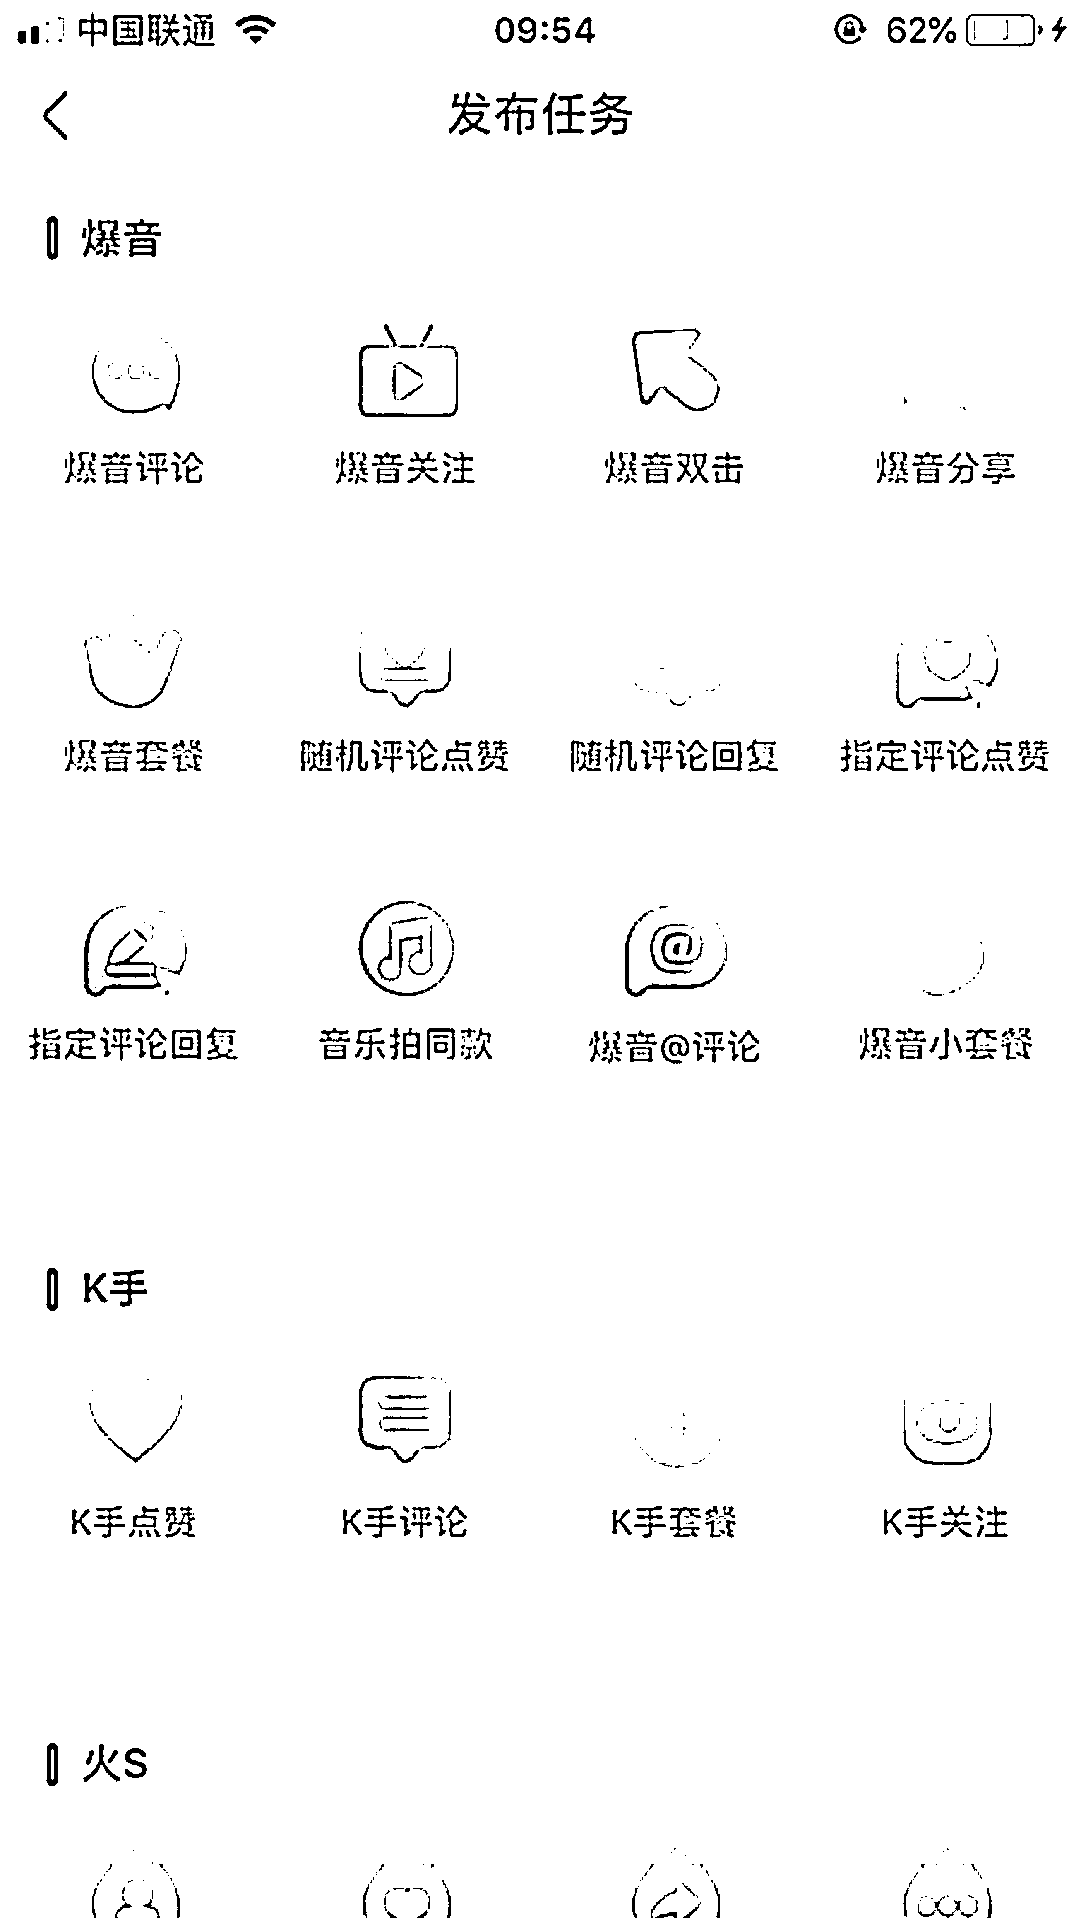 中国联通 09:54 62%
发布任务
爆音
爆音评论 爆音关注 爆音双击 爆音分享
爆音套餐 随机评论点赞 随机评论回复 指定评论点赞
指定评论回复 音乐拍同款 爆音@评论 爆音小套餐
K手
K手点赞 K手评论 K手套餐 K手关注
火S